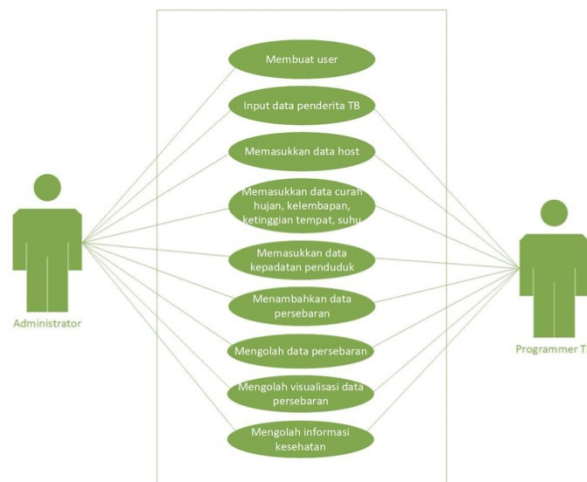 Membuat user
Input data penderita TB
Memasukkan data host
Memasukkan data curah
hujan, kelembapan,
ketinggian tempat, suhu
Memasukkan data
kepadatan penduduk
Menambahkan data
persebaran
Mengolah data persebaran
Mengolah visualisasi data
persebaran
Mengolah informasi
kesehatan
Administrator
Programmer